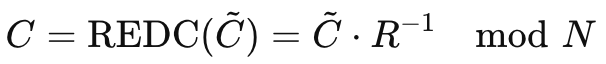 C = REDC(C̃) = C̃ · R⁻¹ mod N